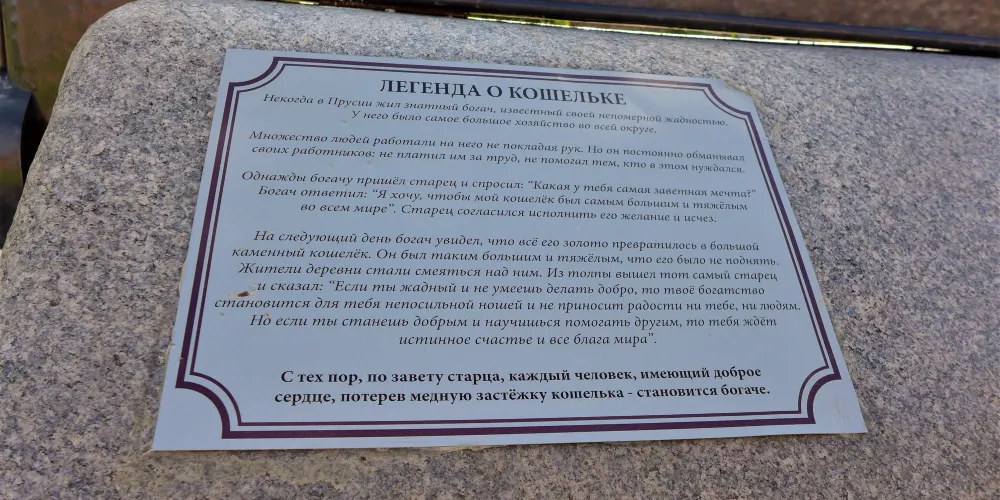 ЛЕГЕНДА О КОШЕЛЬКЕ
Некогда в Прусии жил знатный богач, известный своей непомерной жадностью.
У него было самое большое хозяйство во всей округе.
Множество людей работали на него не покладая рук. Но он постоянно обманывал
своих работников: не платил им за труд, не помогал тем, кто в этом нуждался.
Однажды богачу пришёл старец и спросил: “Какая у тебя самая заветная мечта?”
Богач ответил: “Я хочу, чтобы мой кошелёк был самым большим и тяжёлым
во всем мире”. Старец согласился исполнить его желание и исчез.
На следующий день богач увидел, что всё его золото превратилось в большой
каменный кошелёк. Он был таким большим и тяжёлым, что его было не поднять.
Жители деревни стали смеяться над ним. Из толпы вышел тот самый старец
и сказал: “Если ты жадный и не умеешь делать добро, то твоё богатство
становится для тебя непосильной ношей и не приносит радости ни тебе, ни людям.
Но если ты станешь добрым и научишься помогать другим, то тебя ждёт
истинное счастье и все блага мира”.
С тех пор, по завету старца, каждый человек, имеющий доброе
сердце, потерев медную застёжку кошелька - становится богаче.